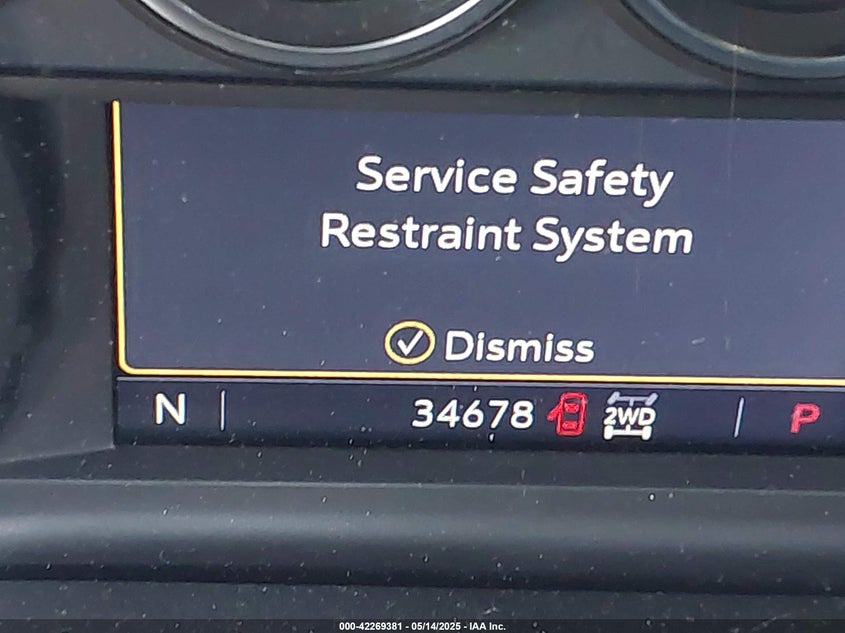 Service Safety
Restraint System
Dismiss
N 34678 2WD P
000-42269381 - 05/14/2025 - IAA Inc.